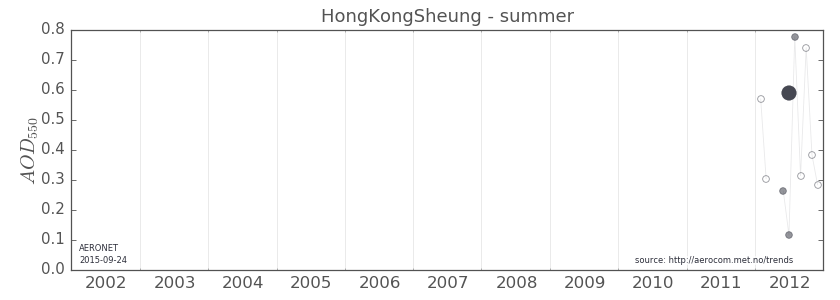 HongKongSheung - summer
0.8
0.7
0.6
0.5
0.4
0.3
0.2
0.1
0.0
AOD550
AERONET
2015-09-24
source: http://aerocom.met.no/trends
2002 2003 2004 2005 2006 2007 2008 2009 2010 2011 2012